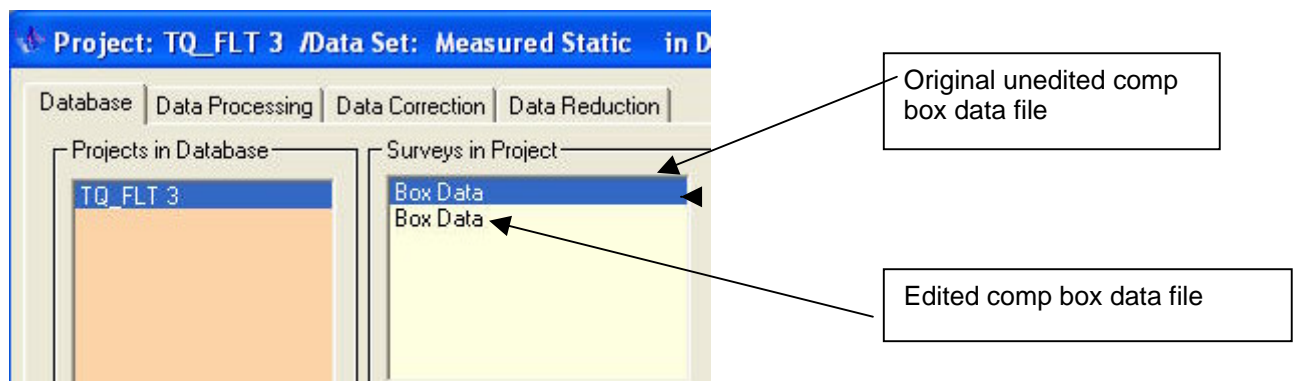 Project: TQ_FLT 3 /Data Set: Measured Static in D
Database Data Processing Data Correction Data Reduction
Projects in Database
TQ_FLT 3
Surveys in Project
Box Data
Box Data
Original unedited comp
box data file
Edited comp box data file